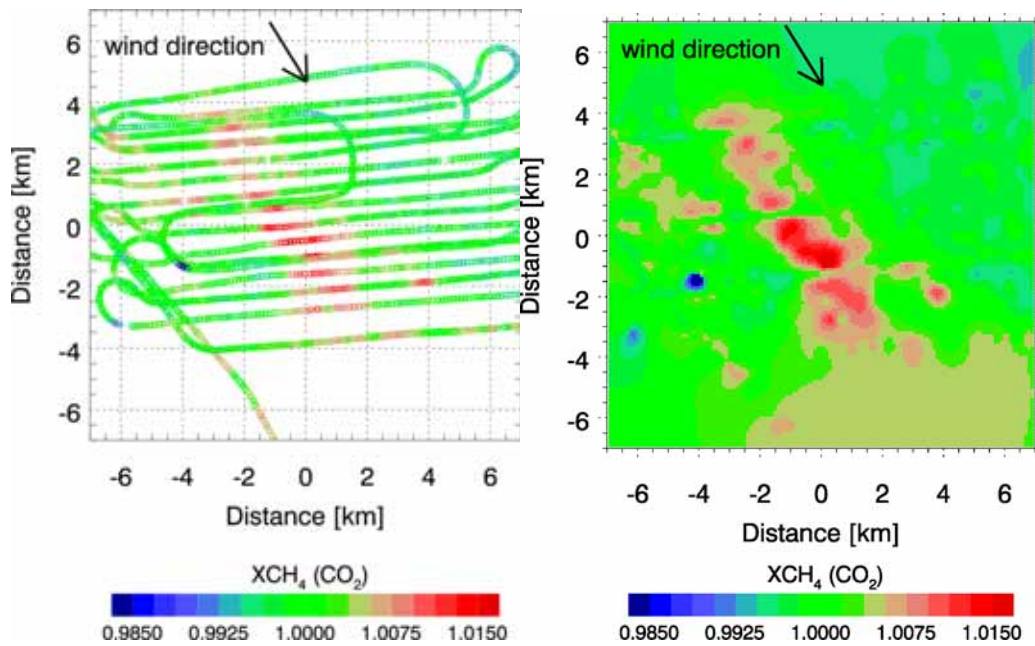 wind direction
Distance [km]
6
4
2
0
-2
-4
-6
-6 -4 -2 0 2 4 6
Distance [km]
XCH₄ (CO₂)
0.9850 0.9925 1.0000 1.0075 1.0150
wind direction
Distance [km]
6
4
2
0
-2
-4
-6
-6 -4 -2 0 2 4 6
Distance [km]
XCH₄ (CO₂)
0.9850 0.9925 1.0000 1.0075 1.0150